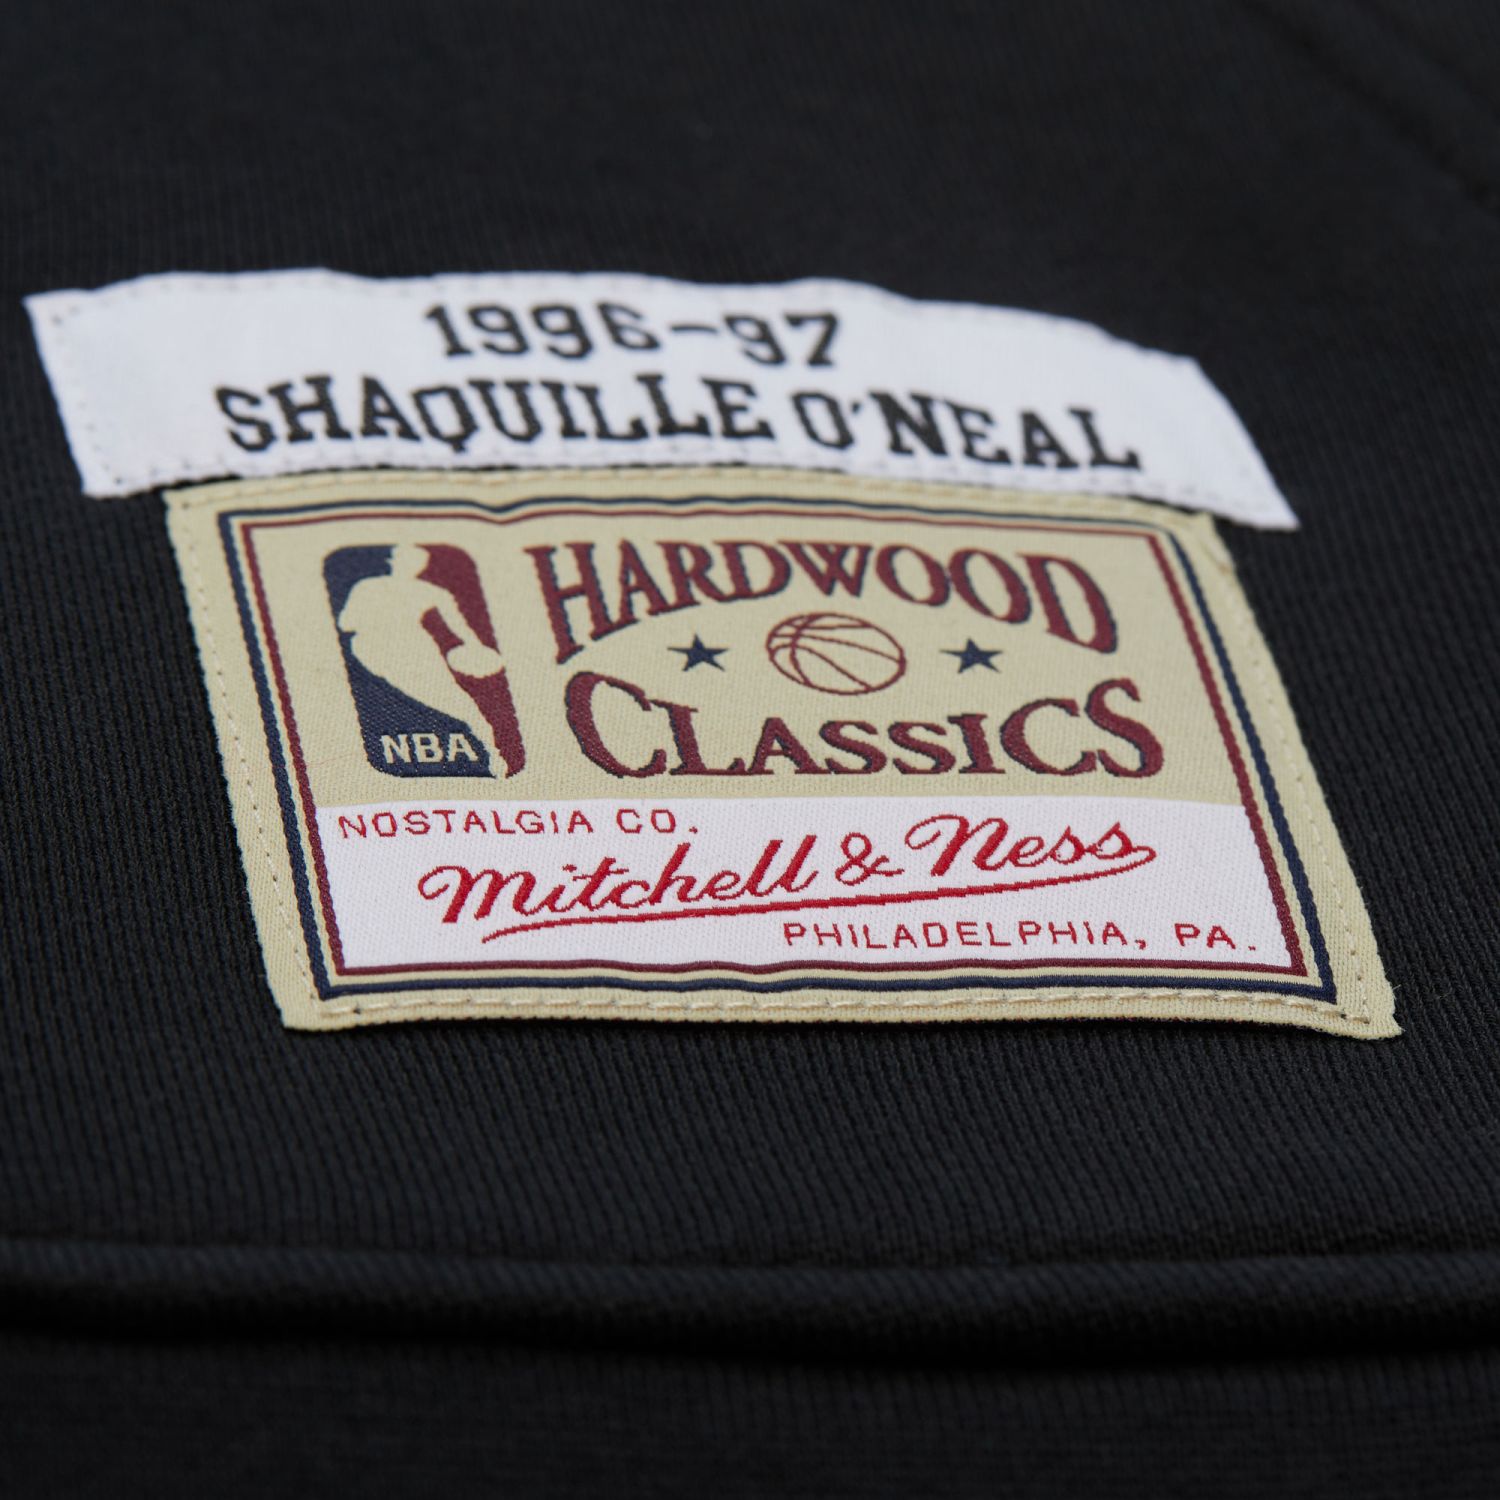 1996-97
SHAQUILLE O'NEAL
HARDWOOD
CLASSICS
NBA
NOSTALGIA CO.
Mitchell & Ness
PHILADELPHIA, PA.